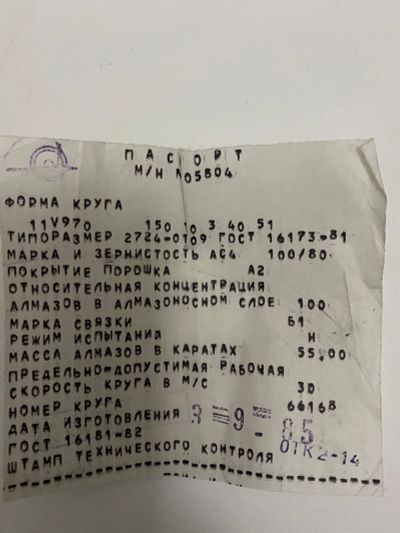 ПАСПОРТ
М/Н 05804
ФОРМА КРУГА
11V970 150 10 3 40 51
ТИПОРАЗМЕР 2724-0109 ГОСТ 16173-81
МАРКА И ЗЕРНИСТОСТЬ АС4 100/80
ПОКРЫТИЕ ПОРОШКА А2
ОТНОСИТЕЛЬНАЯ КОНЦЕНТРАЦИЯ
АЛМАЗОВ В АЛМАЗОНОСНОМ СЛОЕ 100
МАРКА СВЯЗКИ Б1
РЕЖИМ ИСПЫТАНИЯ Н
МАССА АЛМАЗОВ В КАРАТАХ 55,00
ПРЕДЕЛЬНО-ДОПУСТИМАЯ РАБОЧАЯ
СКОРОСТЬ КРУГА В М/С 30
НОМЕР КРУГА 66168
ДАТА ИЗГОТОВЛЕНИЯ 3 9 - 85
ГОСТ 16181-82
ШТАМП ТЕХНИЧЕСКОГО КОНТРОЛЯ ОТК2-14